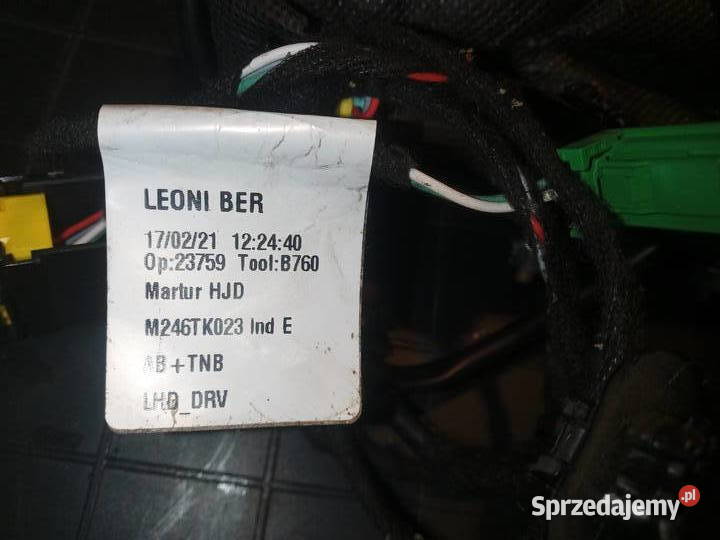 LEONI BER
17/02/21 12:24:40
Op:23759 Tool:B760
Martur HJD
M246TK023 Ind E
AB+TNB
LHD_DRV
Sprzedajemy.pl